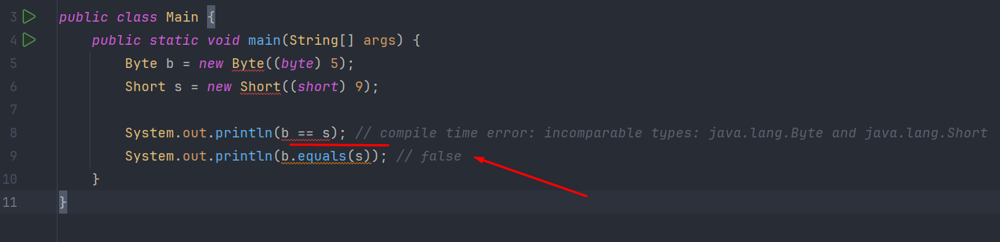 3 public class Main {
4 public static void main(String[] args) {
5 Byte b = new Byte((byte) 5);
6 Short s = new Short((short) 9);
7
8 System.out.println(b == s); // compile time error: incomparable types: java.lang.Byte and java.lang.Short
9 System.out.println(b.equals(s)); // false
10 }
11 }